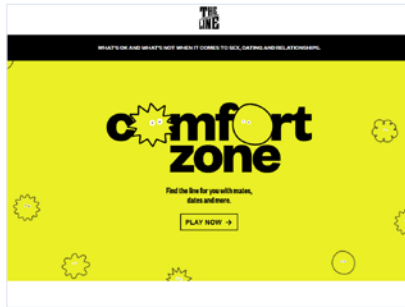 THE
LINE
WHAT'S OK AND WHAT'S NOT WHEN IT COMES TO SEX, DATING AND RELATIONSHIPS.
comfort
zone
Find the line for you with mates,
dates and more.
PLAY NOW →